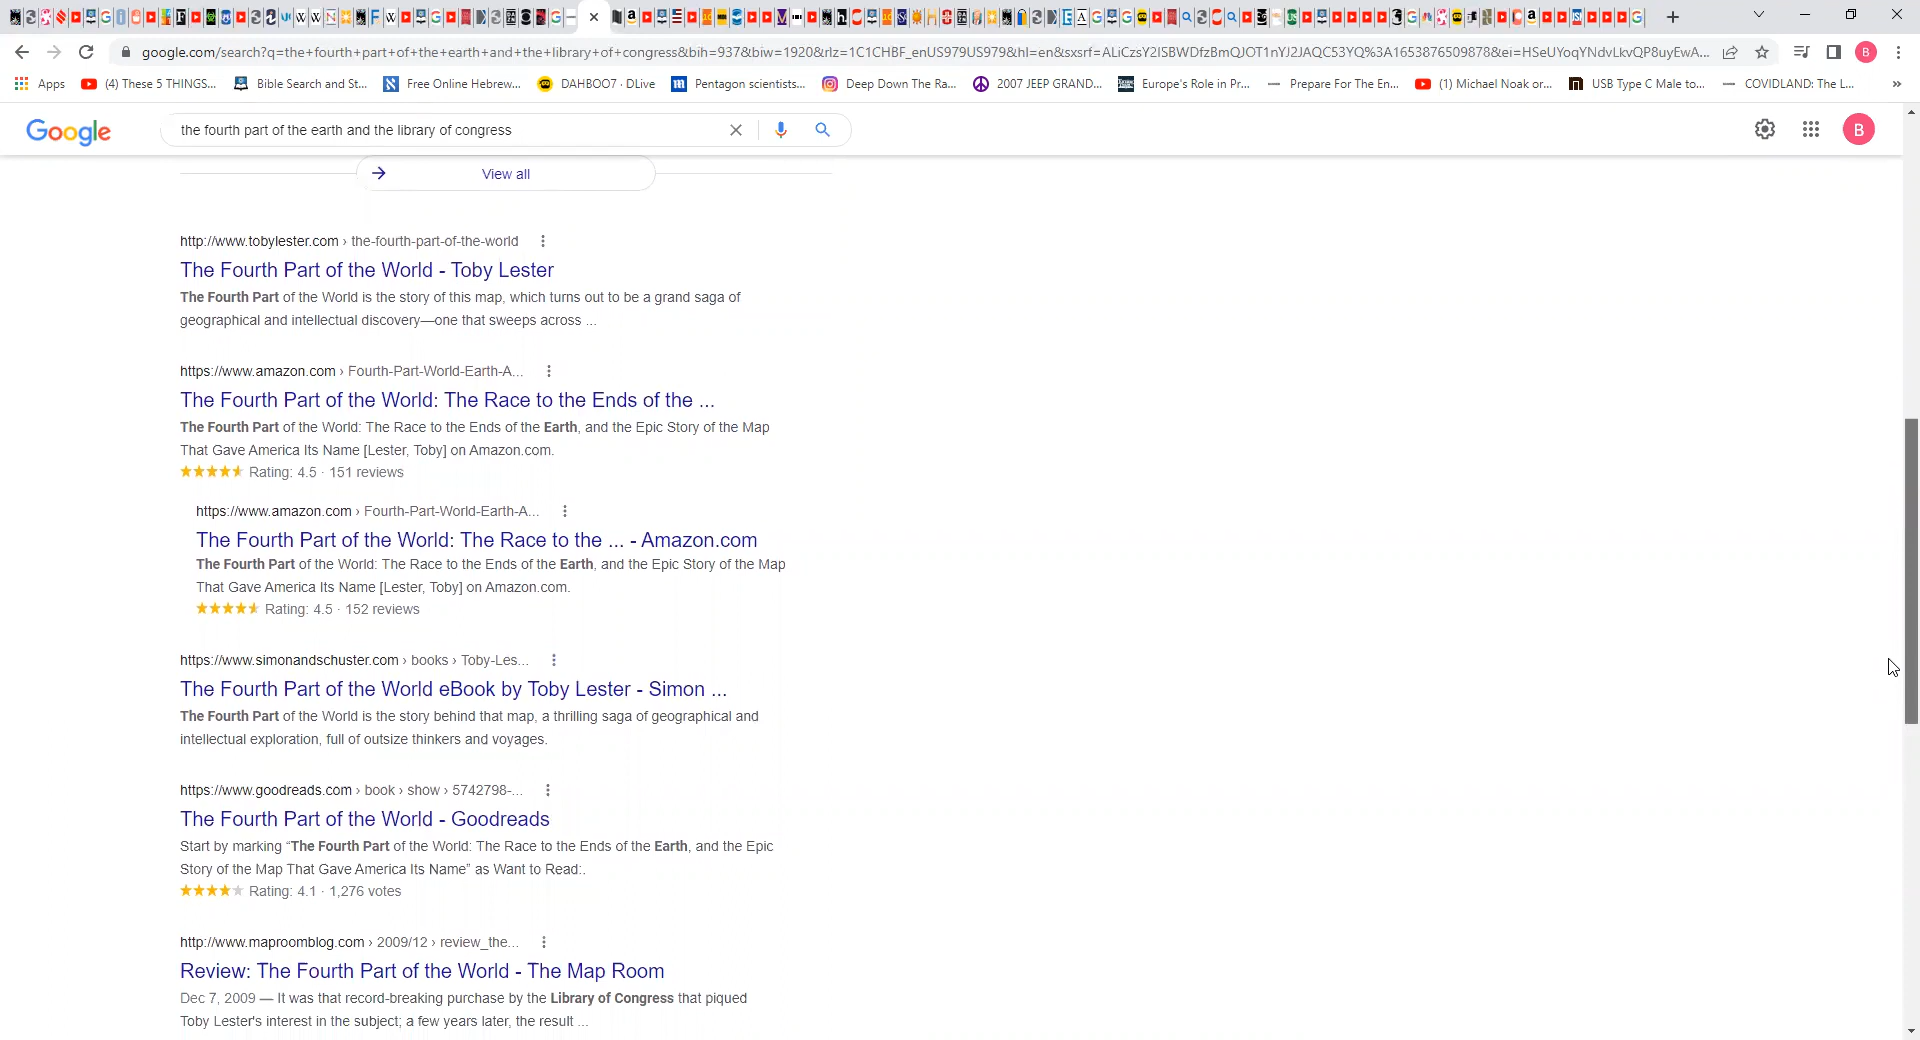 google.com/search?q=the+fourth+part+of+the+earth+and+the+library+of+congress&bih=937&biw=1920&rlz=1C1CHBF_enUS979US979&hl=en&sxsrf=ALiCzsY2ISBWDfzBmQJOT1nYJ2JAQC53YQ%3A1653876509878&ei=HSeUYoqYNdvLkvQP8uyEwA... B
Apps (4) These 5 THINGS... Bible Search and St... Free Online Hebrew... DAHBOO7 · DLive Pentagon scientists... Deep Down The Ra... 2007 JEEP GRAND... Europe's Role in Pr... Prepare For The En... (1) Michael Noak or... USB Type C Male to... COVIDLAND: The L... »
Google the fourth part of the earth and the library of congress B
View all
http://www.tobylester.com › the-fourth-part-of-the-world
The Fourth Part of the World - Toby Lester
The Fourth Part of the World is the story of this map, which turns out to be a grand saga of
geographical and intellectual discovery—one that sweeps across ...
https://www.amazon.com › Fourth-Part-World-Earth-A...
The Fourth Part of the World: The Race to the Ends of the ...
The Fourth Part of the World: The Race to the Ends of the Earth, and the Epic Story of the Map
That Gave America Its Name [Lester, Toby] on Amazon.com.
Rating: 4.5 · 151 reviews
https://www.amazon.com › Fourth-Part-World-Earth-A...
The Fourth Part of the World: The Race to the ... - Amazon.com
The Fourth Part of the World: The Race to the Ends of the Earth, and the Epic Story of the Map
That Gave America Its Name [Lester, Toby] on Amazon.com.
Rating: 4.5 · 152 reviews
https://www.simonandschuster.com › books › Toby-Les...
The Fourth Part of the World eBook by Toby Lester - Simon ...
The Fourth Part of the World is the story behind that map, a thrilling saga of geographical and
intellectual exploration, full of outsize thinkers and voyages.
https://www.goodreads.com › book › show › 5742798-...
The Fourth Part of the World - Goodreads
Start by marking “The Fourth Part of the World: The Race to the Ends of the Earth, and the Epic
Story of the Map That Gave America Its Name” as Want to Read:.
Rating: 4.1 · 1,276 votes
http://www.maproomblog.com › 2009/12 › review_the...
Review: The Fourth Part of the World - The Map Room
Dec 7, 2009 — It was that record-breaking purchase by the Library of Congress that piqued
Toby Lester's interest in the subject; a few years later, the result ...